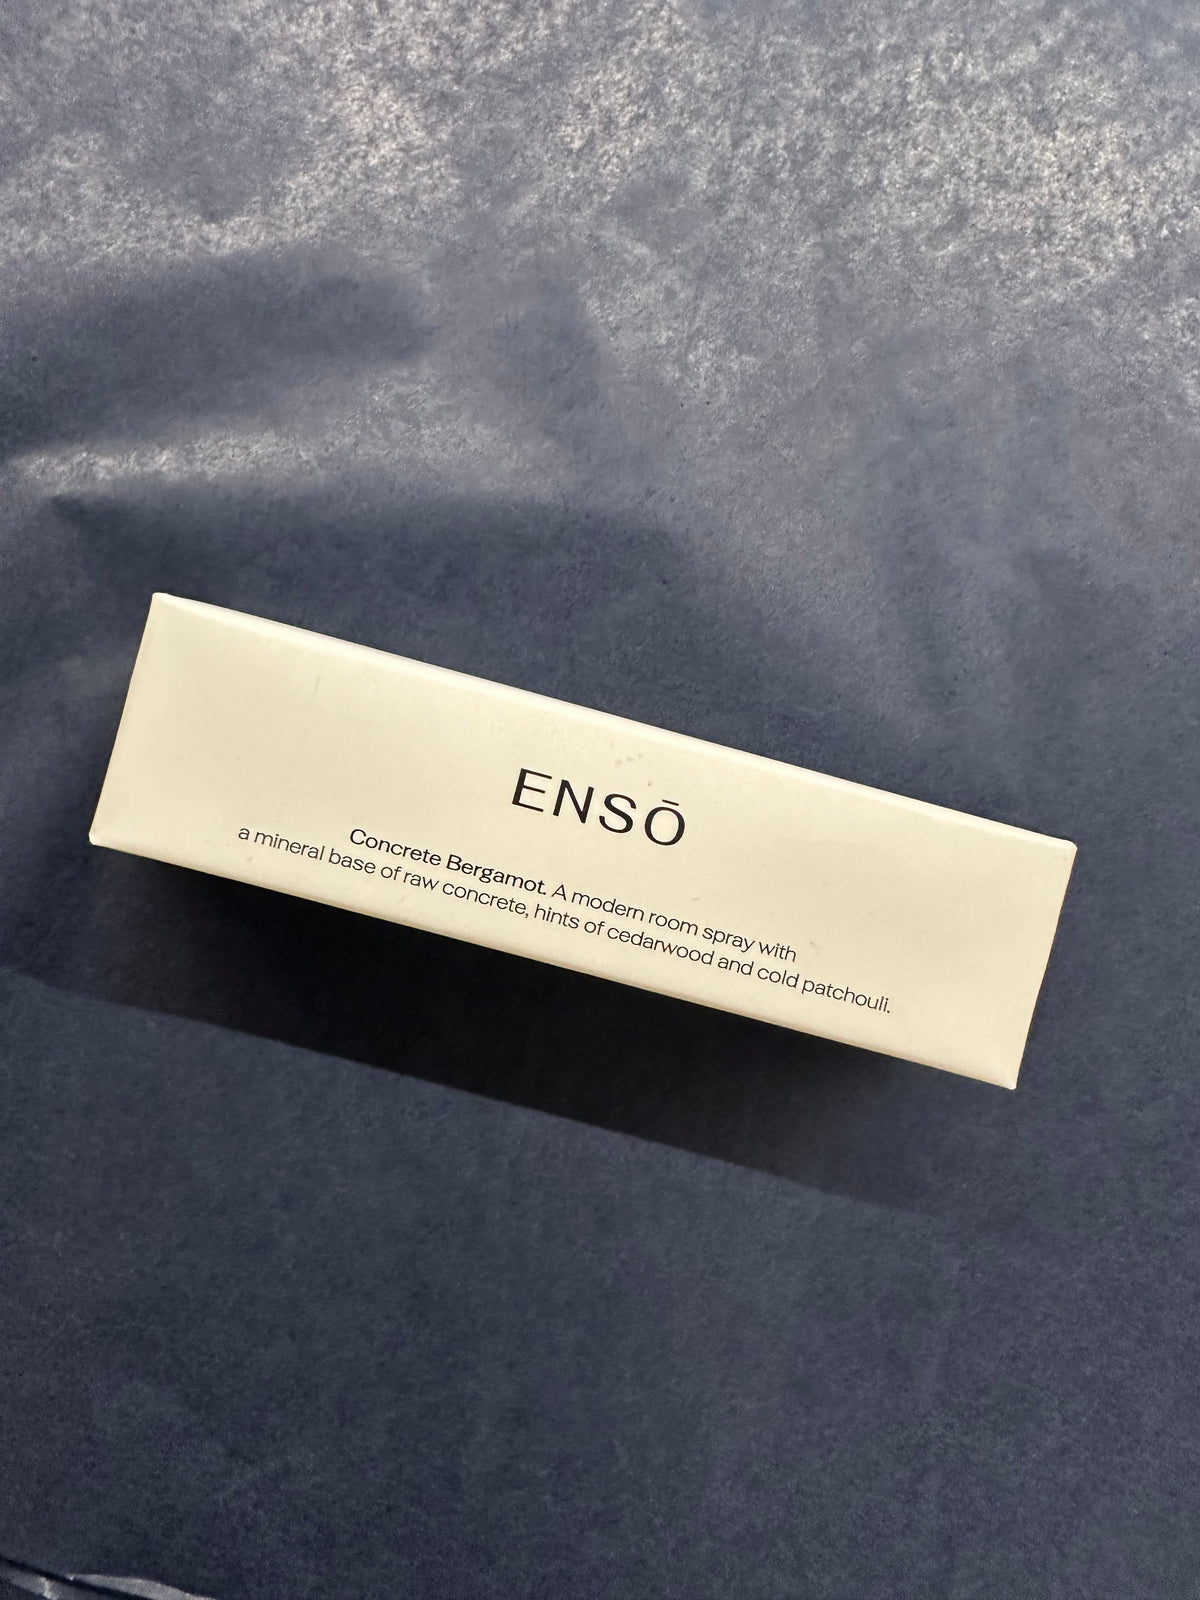 ENSŌ
Concrete Bergamot. A modern room spray with
a mineral base of raw concrete, hints of cedarwood and cold patchouli.